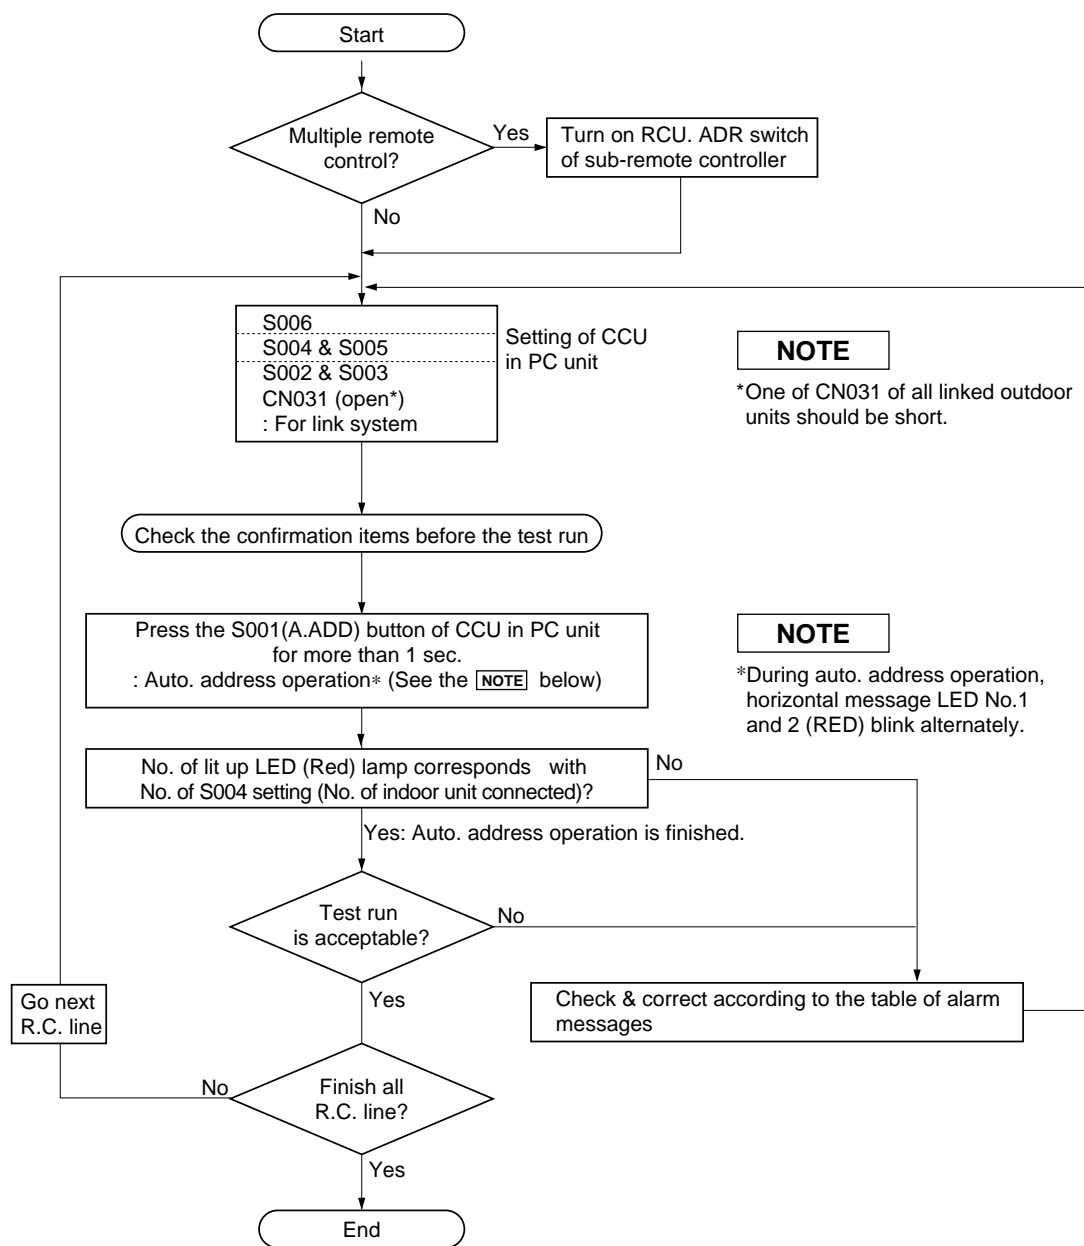 Start
Multiple remote
control?
Yes
Turn on RCU. ADR switch
of sub-remote controller
No
S006
S004 & S005
S002 & S003
CN031 (open*)
: For link system
Setting of CCU
in PC unit
NOTE
*One of CN031 of all linked outdoor
units should be short.
Check the confirmation items before the test run
Press the S001(A.ADD) button of CCU in PC unit
for more than 1 sec.
: Auto. address operation* (See the NOTE below)
NOTE
*During auto. address operation,
horizontal message LED No.1
and 2 (RED) blink alternately.
No. of lit up LED (Red) lamp corresponds with
No. of S004 setting (No. of indoor unit connected)?
No
Yes: Auto. address operation is finished.
Test run
is acceptable?
No
Yes
Go next
R.C. line
Check & correct according to the table of alarm
messages
No
Finish all
R.C. line?
Yes
End